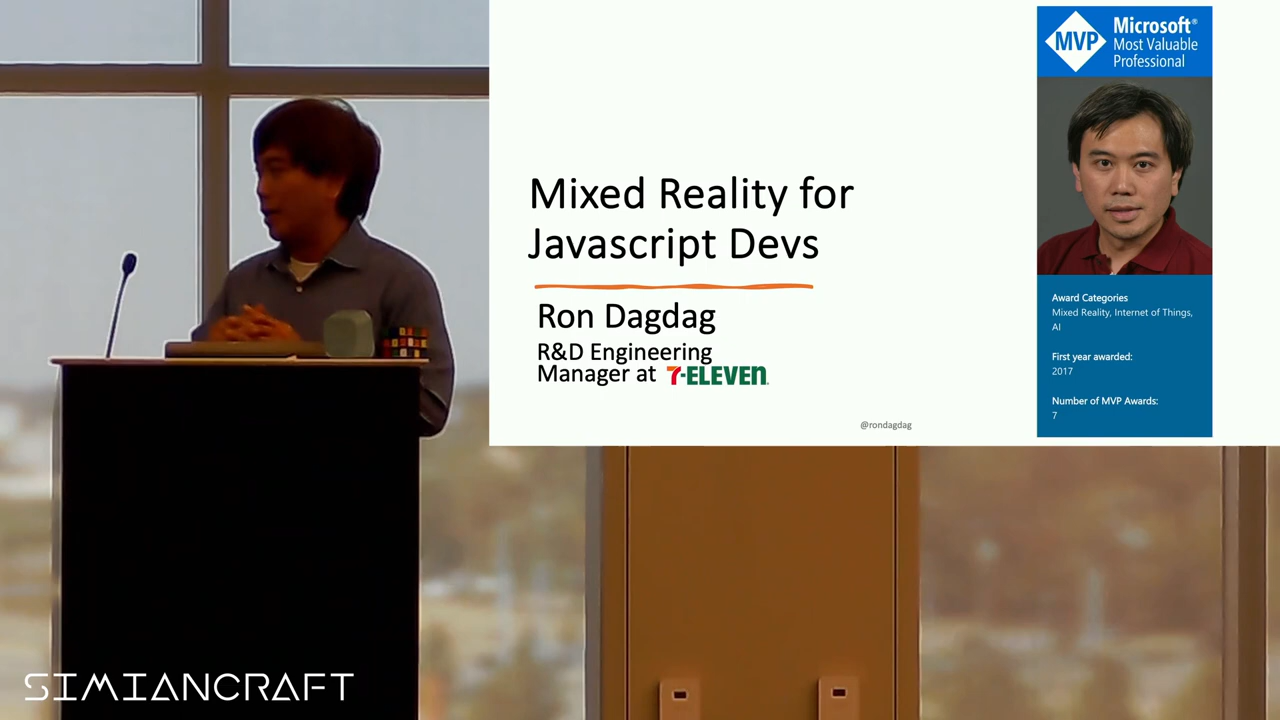 Mixed Reality for
Javascript Devs
Ron Dagdag
R&D Engineering
Manager at 7-ELEVEN.
@rondagdag
MVP
Microsoft®
Most Valuable
Professional
Award Categories
Mixed Reality, Internet of Things,
AI
First year awarded:
2017
Number of MVP Awards:
7
SIMIANCRAFT